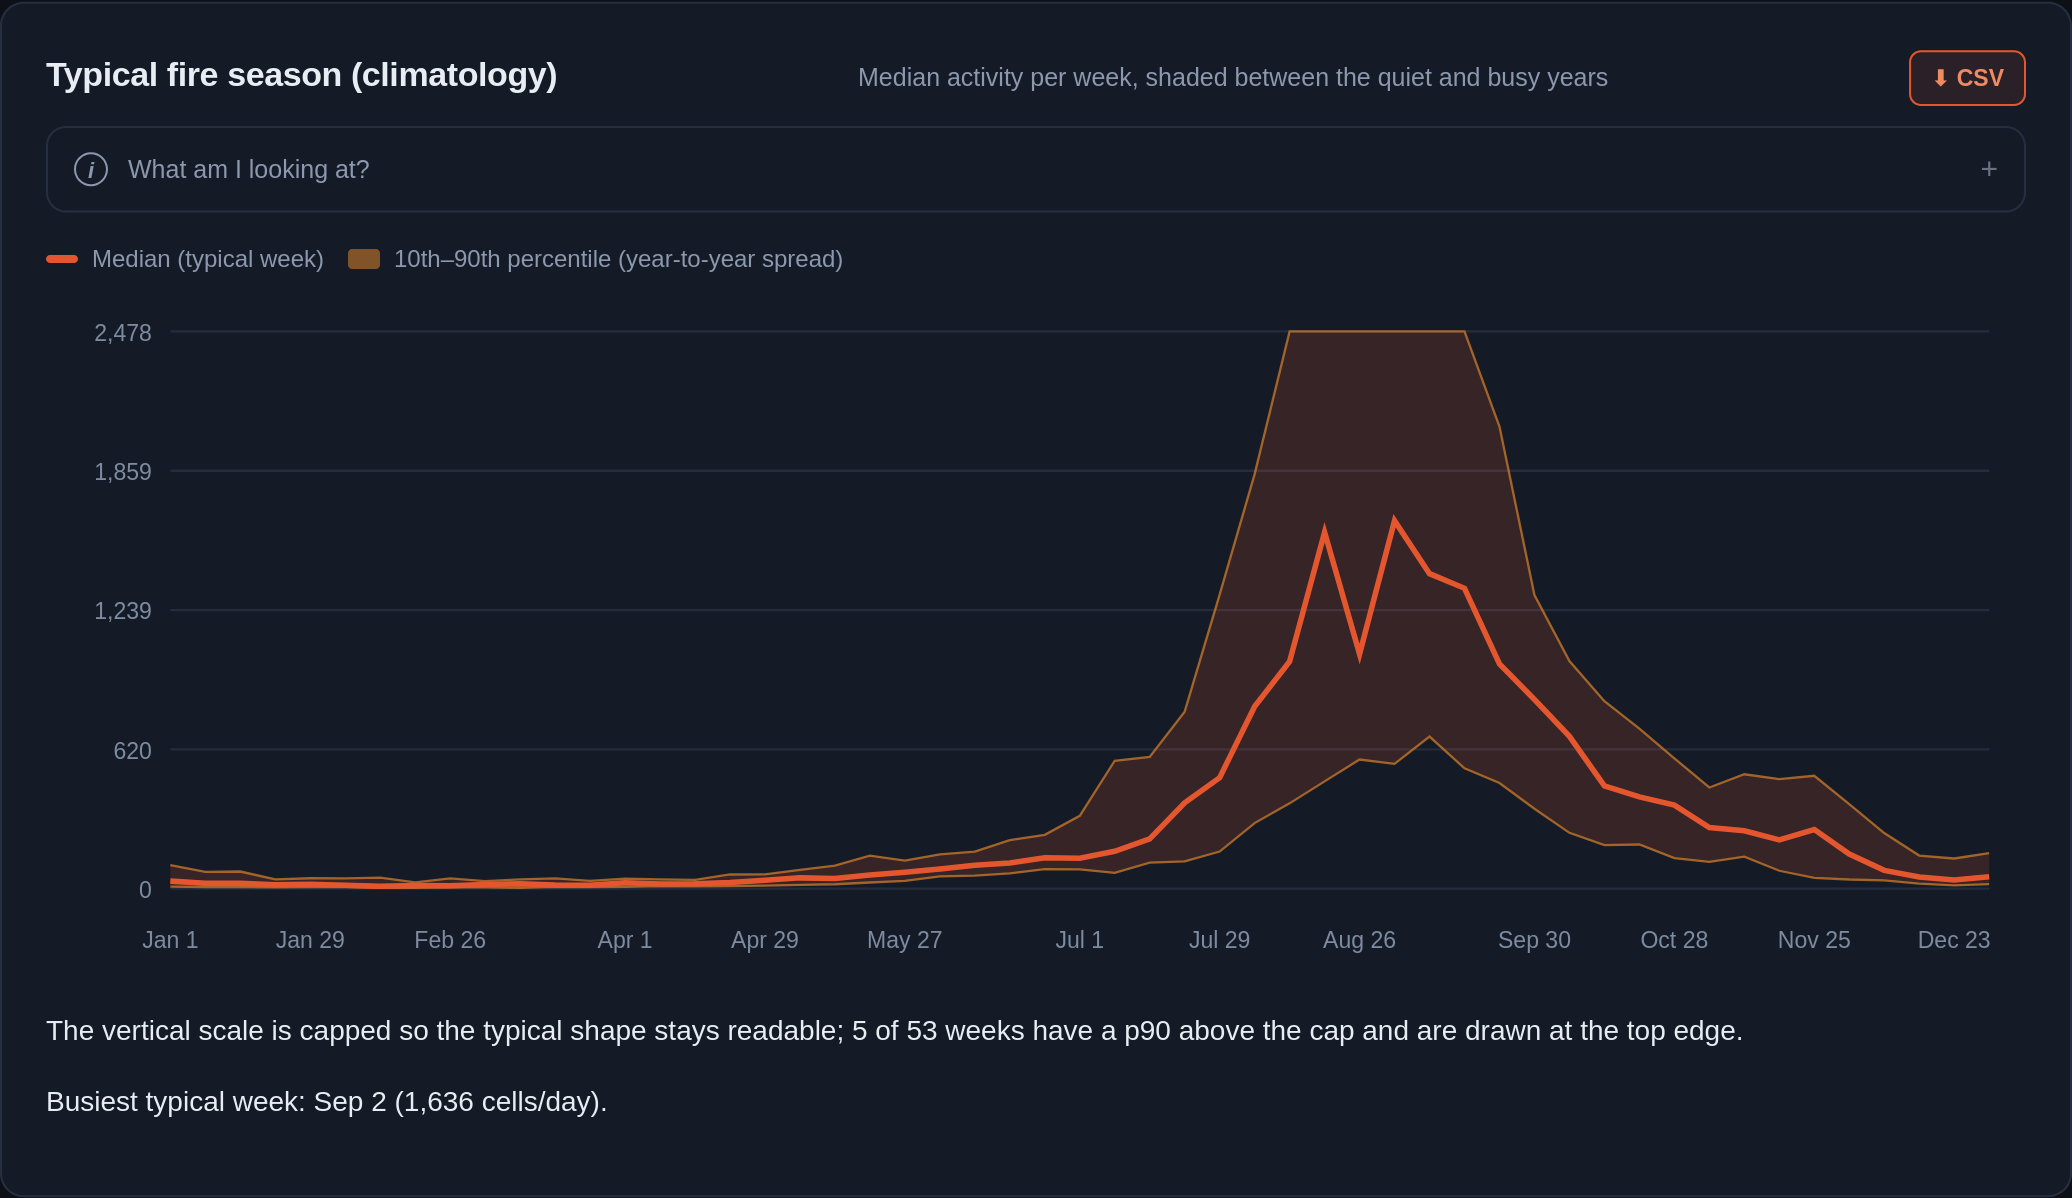 Typical fire season (climatology)
Median activity per week, shaded between the quiet and busy years
⬇ CSV
i What am I looking at? +
Median (typical week) 10th–90th percentile (year-to-year spread)
2,478
1,859
1,239
620
0
Jan 1 Jan 29 Feb 26 Apr 1 Apr 29 May 27 Jul 1 Jul 29 Aug 26 Sep 30 Oct 28 Nov 25 Dec 23
The vertical scale is capped so the typical shape stays readable; 5 of 53 weeks have a p90 above the cap and are drawn at the top edge.
Busiest typical week: Sep 2 (1,636 cells/day).